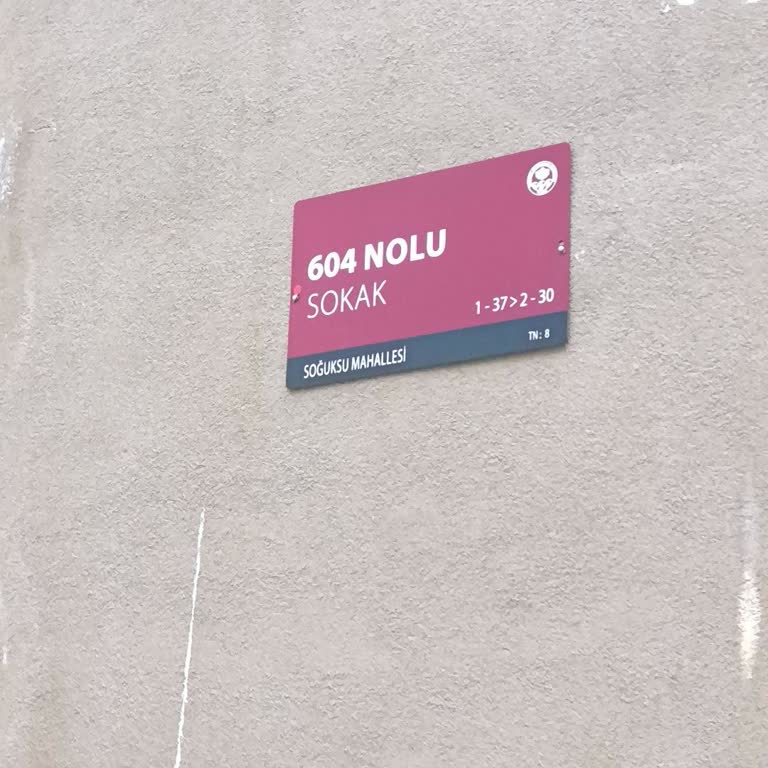 604 NOLU
SOKAK
1 - 37 > 2 - 30
SOĞUKSU MAHALLESİ
TN: 8